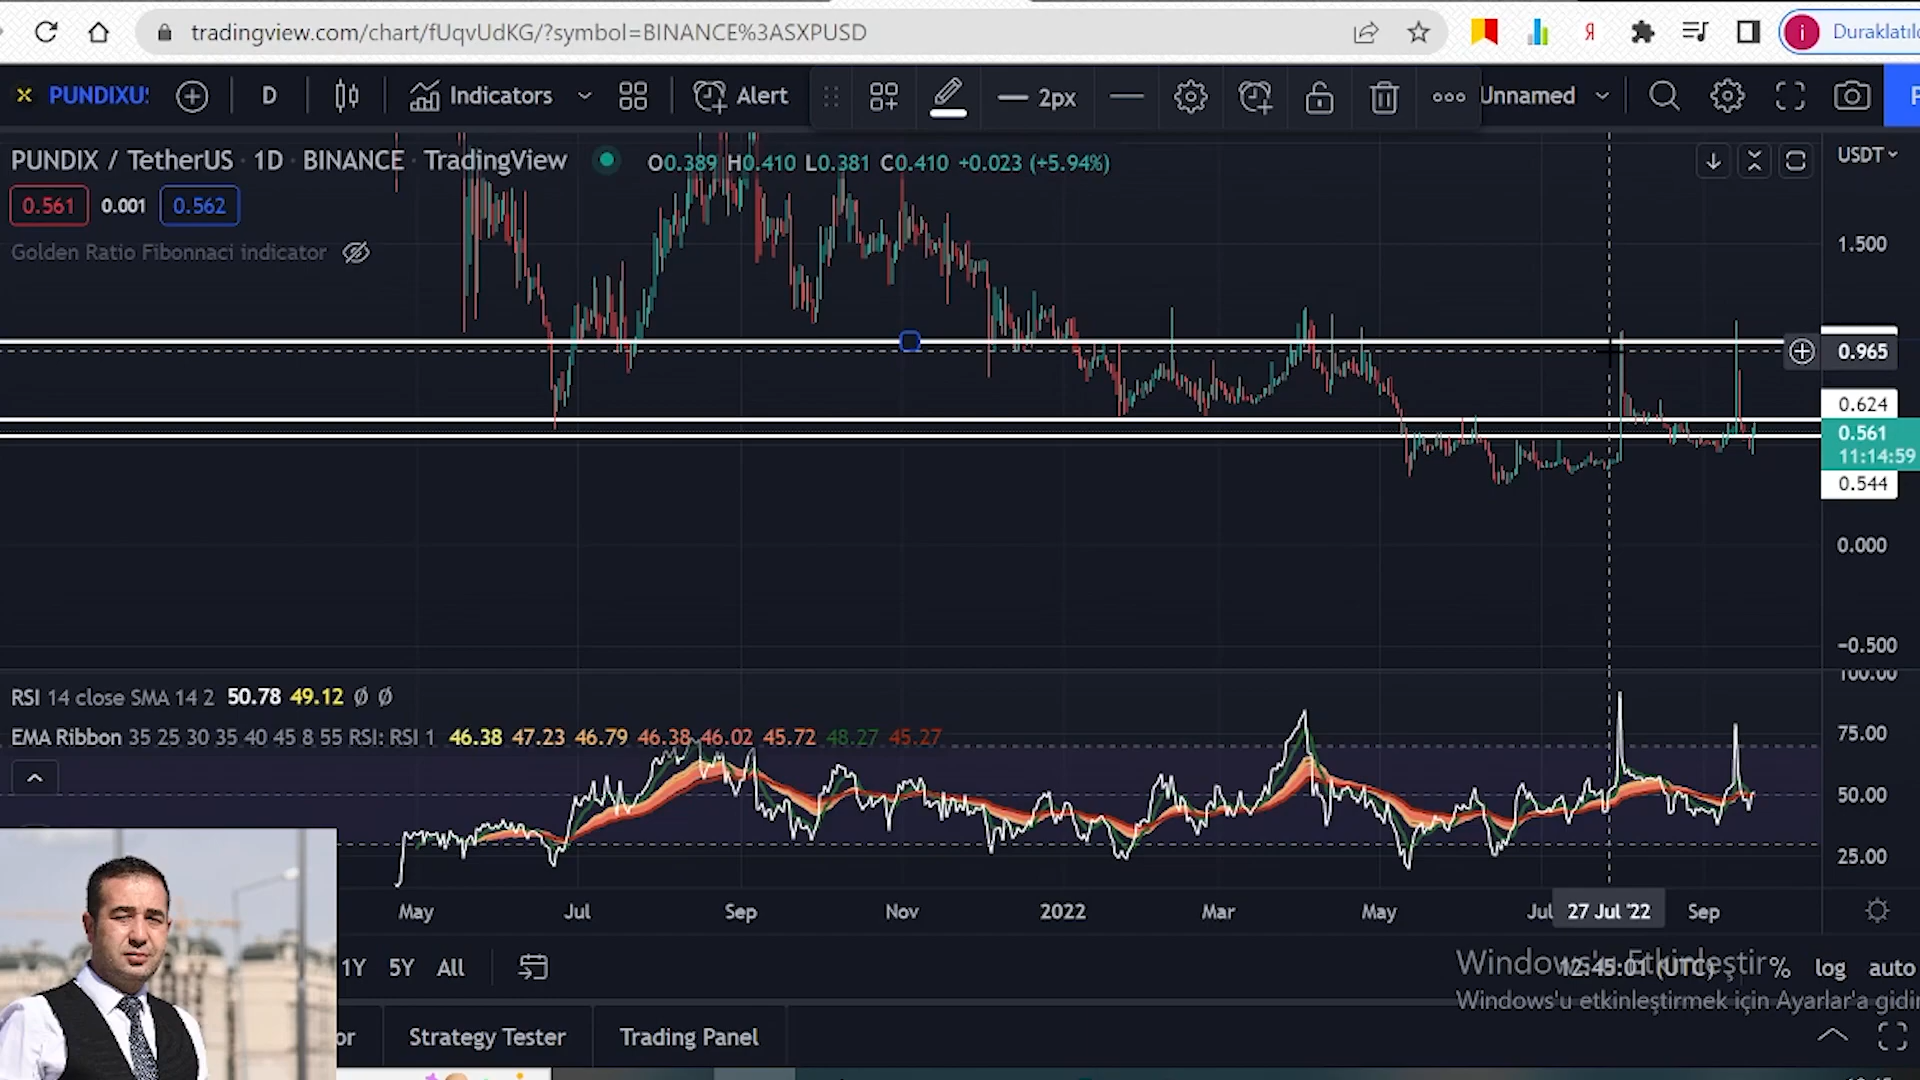 tradingview.com/chart/fUqvUdKG/?symbol=BINANCE%3ASXPUSD
я
i
PUNDIXU
D
Indicators
Alert
2px
Unnamed
PUNDIX / TetherUS · 1D · BINANCE · TradingView
O0.389 H0.410 L0.381 C0.410 +0.023 (+5.94%)
USDT
0.561 0.001 0.562
Golden Ratio Fibonnaci indicator
1.500
0.965
0.624
0.561
11:14:59
0.544
0.000
−0.500
100.00
RSI 14 close SMA 14 2 50.78 49.12 Ø Ø
EMA Ribbon 35 25 30 35 40 45 8 55 RSI: RSI 1 46.38 47.23 46.79 46.38 46.02 45.72 48.27 45.27
75.00
50.00
25.00
May Jul Sep Nov 2022 Mar May Jul 27 Jul '22 Sep
1Y 5Y All
12:45:01 (UTC) % log auto
Windows'u Etkinleştir
Windows'u etkinleştirmek için Ayarlar'a
Strategy Tester Trading Panel